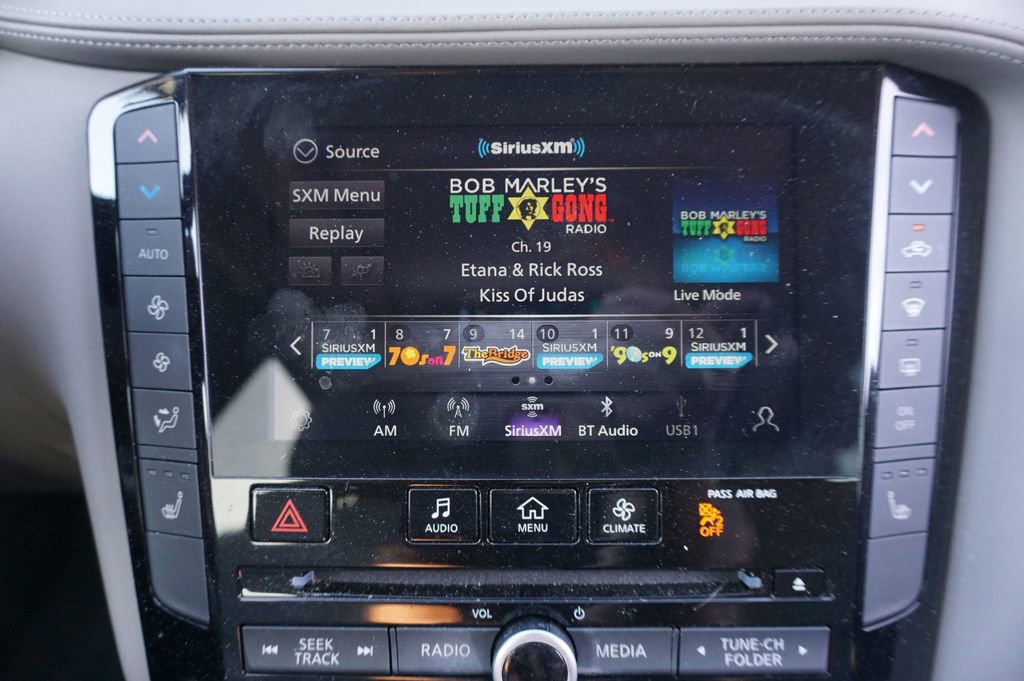 Source
SiriusXM
SXM Menu
Replay
BOB MARLEY'S
TUFF GONG
RADIO
Ch. 19
Etana & Rick Ross
Kiss Of Judas
BOB MARLEY'S
TUFF GONG
RADIO
Live Mode
7 1 8 7 9 14 10 1 11 9 12 1
SIRIUSXM PREVIEW 70s on 7 The Bridge SIRIUSXM PREVIEW '90s ON 9 SIRIUSXM PREVIEW
AM FM sxm SiriusXM BT Audio USB1
AUTO
ON
OFF
AUDIO MENU CLIMATE
PASS AIR BAG
2
OFF
VOL
SEEK
TRACK
RADIO
MEDIA
TUNE·CH
FOLDER